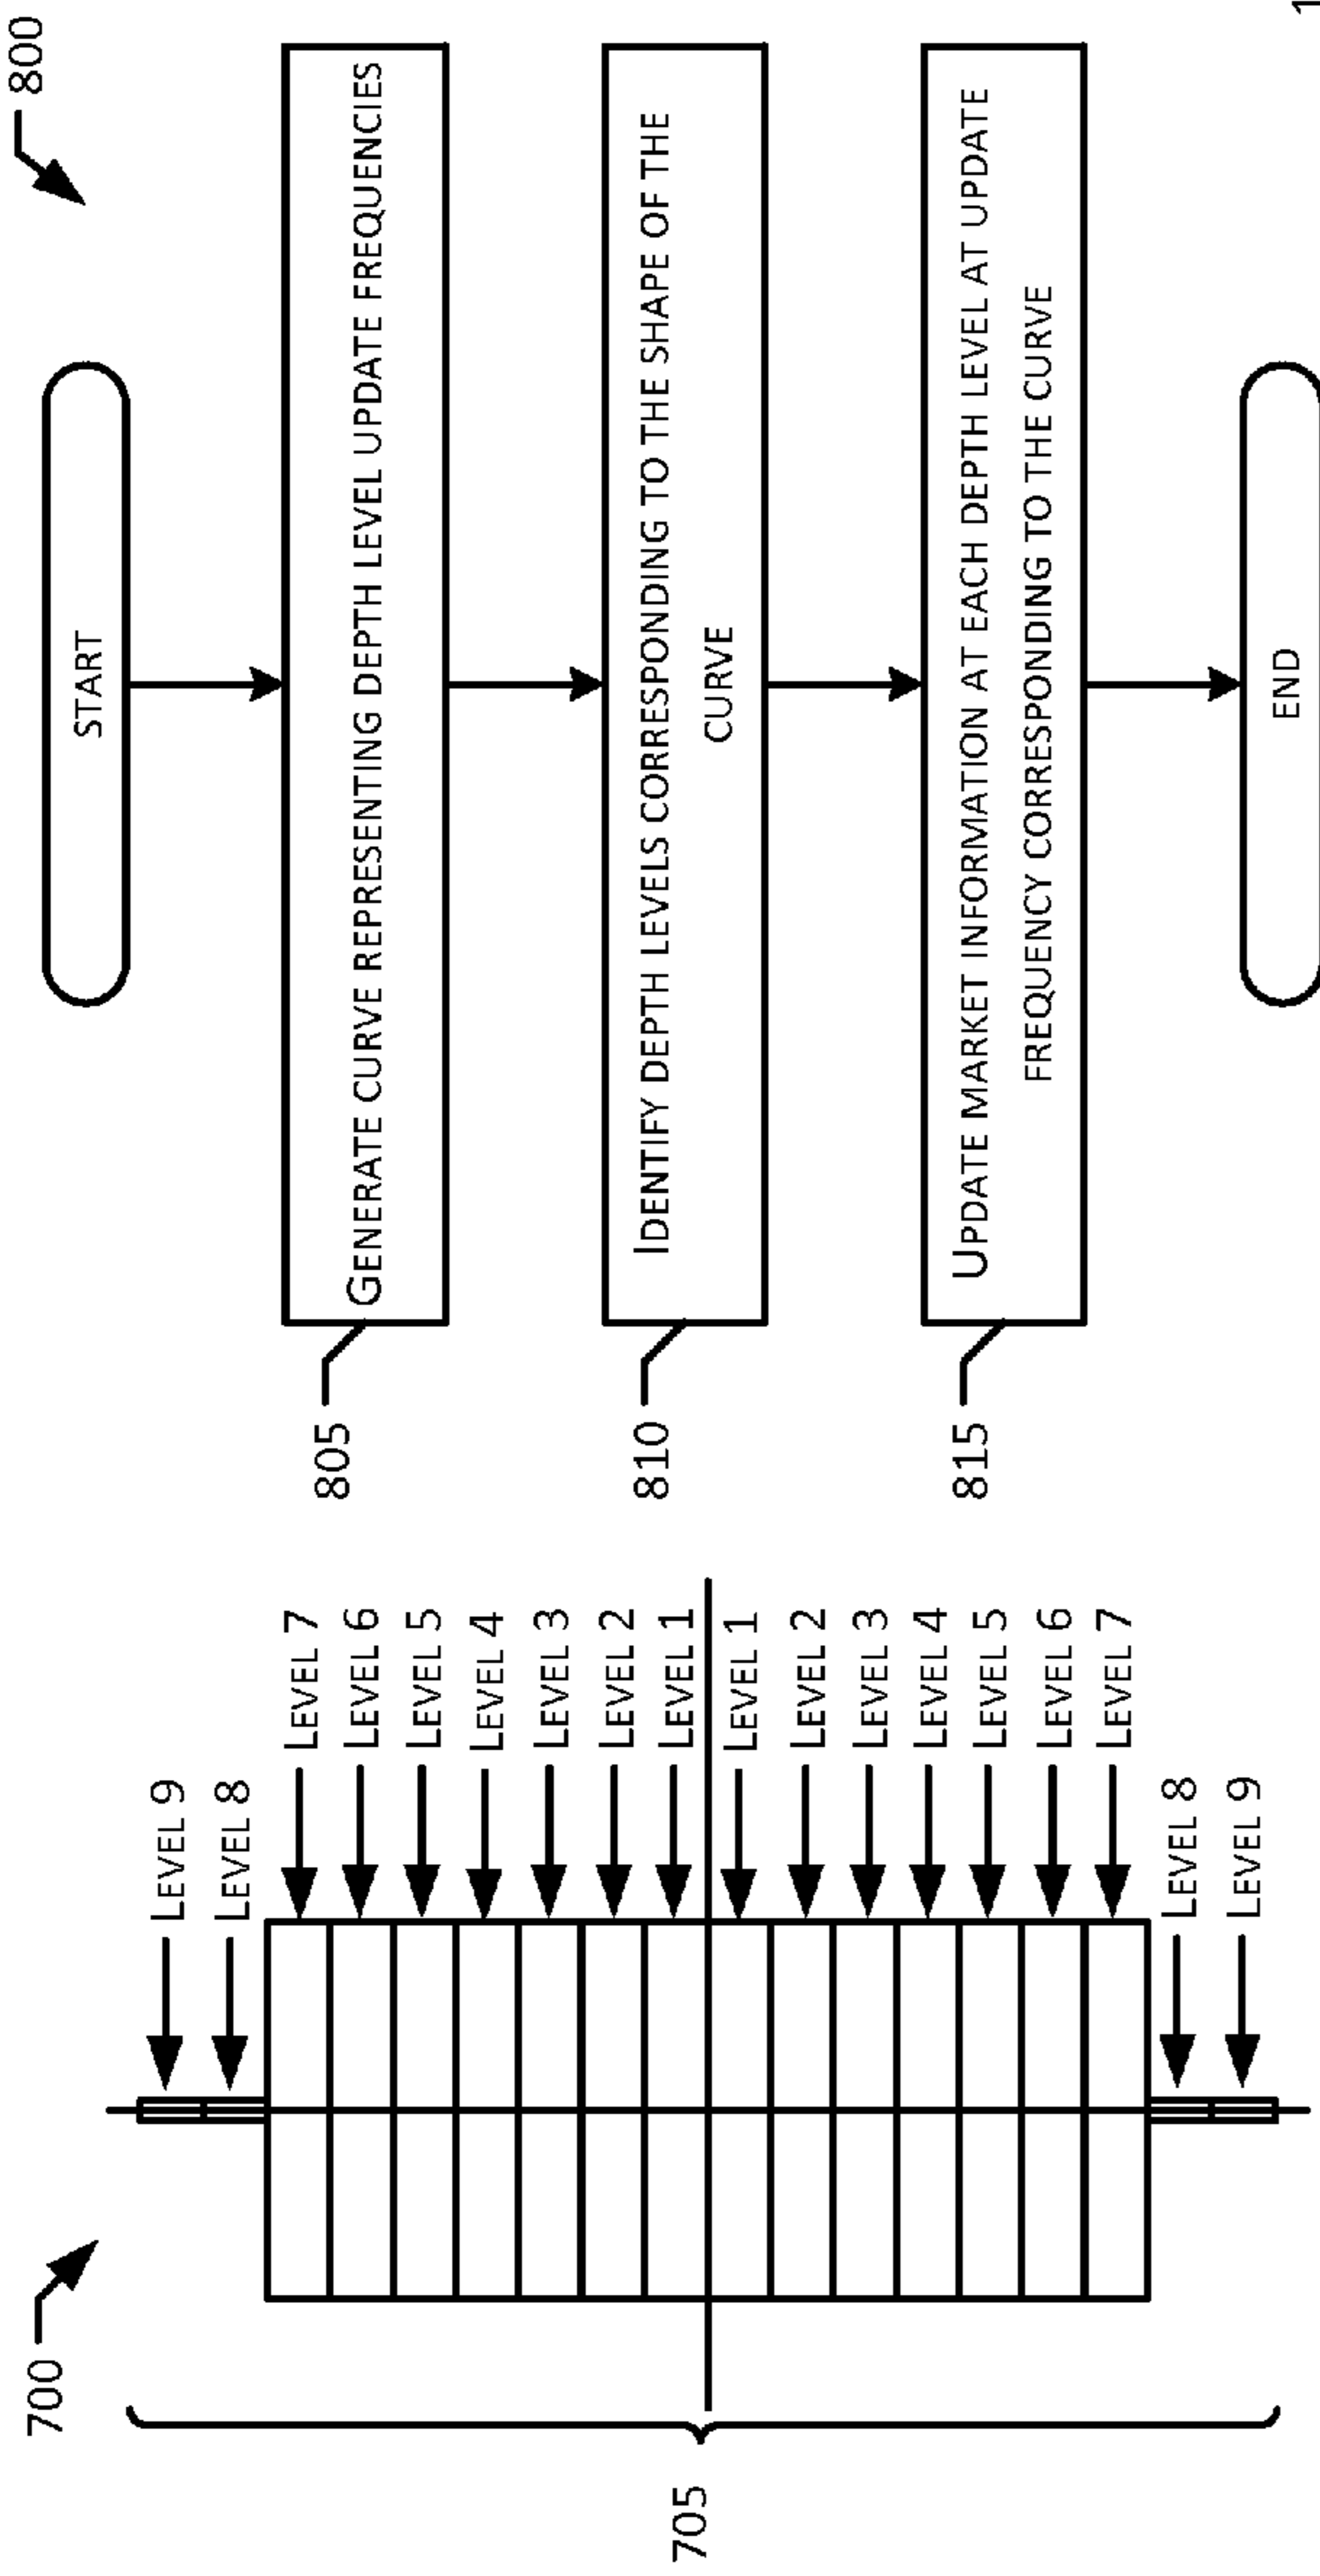 700
705
LEVEL 9
LEVEL 8
LEVEL 7
LEVEL 6
LEVEL 5
LEVEL 4
LEVEL 3
LEVEL 2
LEVEL 1
LEVEL 1
LEVEL 2
LEVEL 3
LEVEL 4
LEVEL 5
LEVEL 6
LEVEL 7
LEVEL 8
LEVEL 9
800
START
805
GENERATE CURVE REPRESENTING DEPTH LEVEL UPDATE FREQUENCIES
810
IDENTIFY DEPTH LEVELS CORRESPONDING TO THE SHAPE OF THE
CURVE
815
UPDATE MARKET INFORMATION AT EACH DEPTH LEVEL AT UPDATE
FREQUENCY CORRESPONDING TO THE CURVE
END